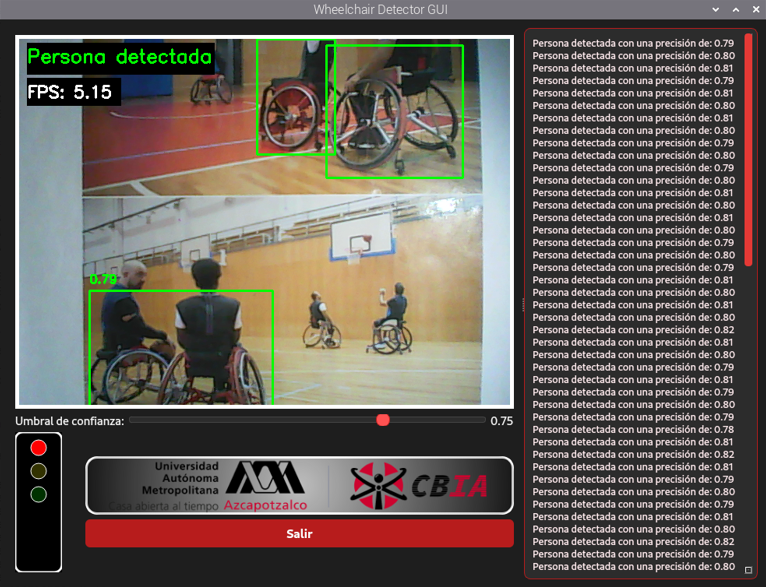 Wheelchair Detector GUI
Persona detectada
FPS: 5.15
0.79
Umbral de confianza:
0.75
Universidad
Autónoma
Metropolitana
Casa abierta al tiempo Azcapotzalco
CBIA
Salir
Persona detectada con una precisión de: 0.79
Persona detectada con una precisión de: 0.80
Persona detectada con una precisión de: 0.81
Persona detectada con una precisión de: 0.79
Persona detectada con una precisión de: 0.81
Persona detectada con una precisión de: 0.80
Persona detectada con una precisión de: 0.81
Persona detectada con una precisión de: 0.80
Persona detectada con una precisión de: 0.79
Persona detectada con una precisión de: 0.80
Persona detectada con una precisión de: 0.79
Persona detectada con una precisión de: 0.80
Persona detectada con una precisión de: 0.81
Persona detectada con una precisión de: 0.80
Persona detectada con una precisión de: 0.81
Persona detectada con una precisión de: 0.80
Persona detectada con una precisión de: 0.79
Persona detectada con una precisión de: 0.80
Persona detectada con una precisión de: 0.79
Persona detectada con una precisión de: 0.81
Persona detectada con una precisión de: 0.80
Persona detectada con una precisión de: 0.81
Persona detectada con una precisión de: 0.80
Persona detectada con una precisión de: 0.82
Persona detectada con una precisión de: 0.81
Persona detectada con una precisión de: 0.80
Persona detectada con una precisión de: 0.79
Persona detectada con una precisión de: 0.81
Persona detectada con una precisión de: 0.79
Persona detectada con una precisión de: 0.80
Persona detectada con una precisión de: 0.79
Persona detectada con una precisión de: 0.78
Persona detectada con una precisión de: 0.81
Persona detectada con una precisión de: 0.82
Persona detectada con una precisión de: 0.81
Persona detectada con una precisión de: 0.79
Persona detectada con una precisión de: 0.80
Persona detectada con una precisión de: 0.79
Persona detectada con una precisión de: 0.81
Persona detectada con una precisión de: 0.80
Persona detectada con una precisión de: 0.82
Persona detectada con una precisión de: 0.79
Persona detectada con una precisión de: 0.80